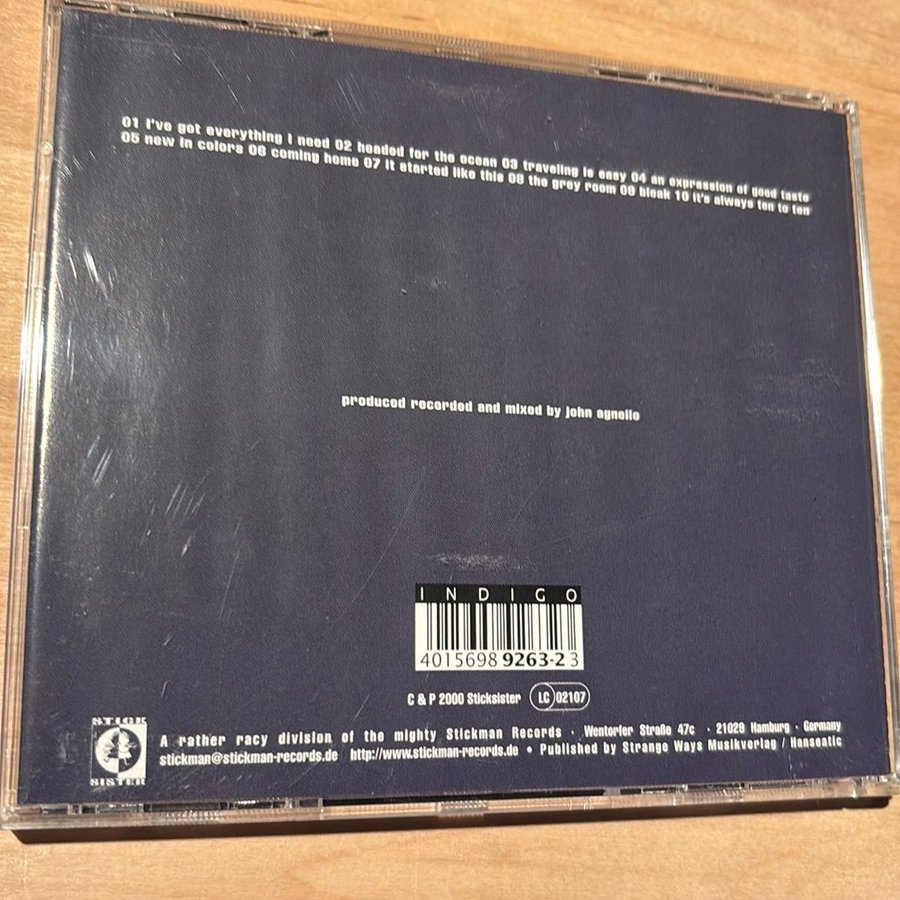 01 I've got everything I need 02 headed for the ocean 03 traveling is easy 04 an expression of good taste
05 new in colors 06 coming home 07 it started like this 08 the grey room 09 bleak 10 it's always ten to ten
produced recorded and mixed by john agnello
INDIGO
4015698 9263-2 3
C & P 2000 Sticksister LC 02107
STICK
SISTER
A rather racy division of the mighty Stickman Records · Wentorfer Straße 47c · 21029 Hamburg · Germany
stickman@stickman-records.de http://www.stickman-records.de • Published by Strange Ways Musikverlag / Hanseatic